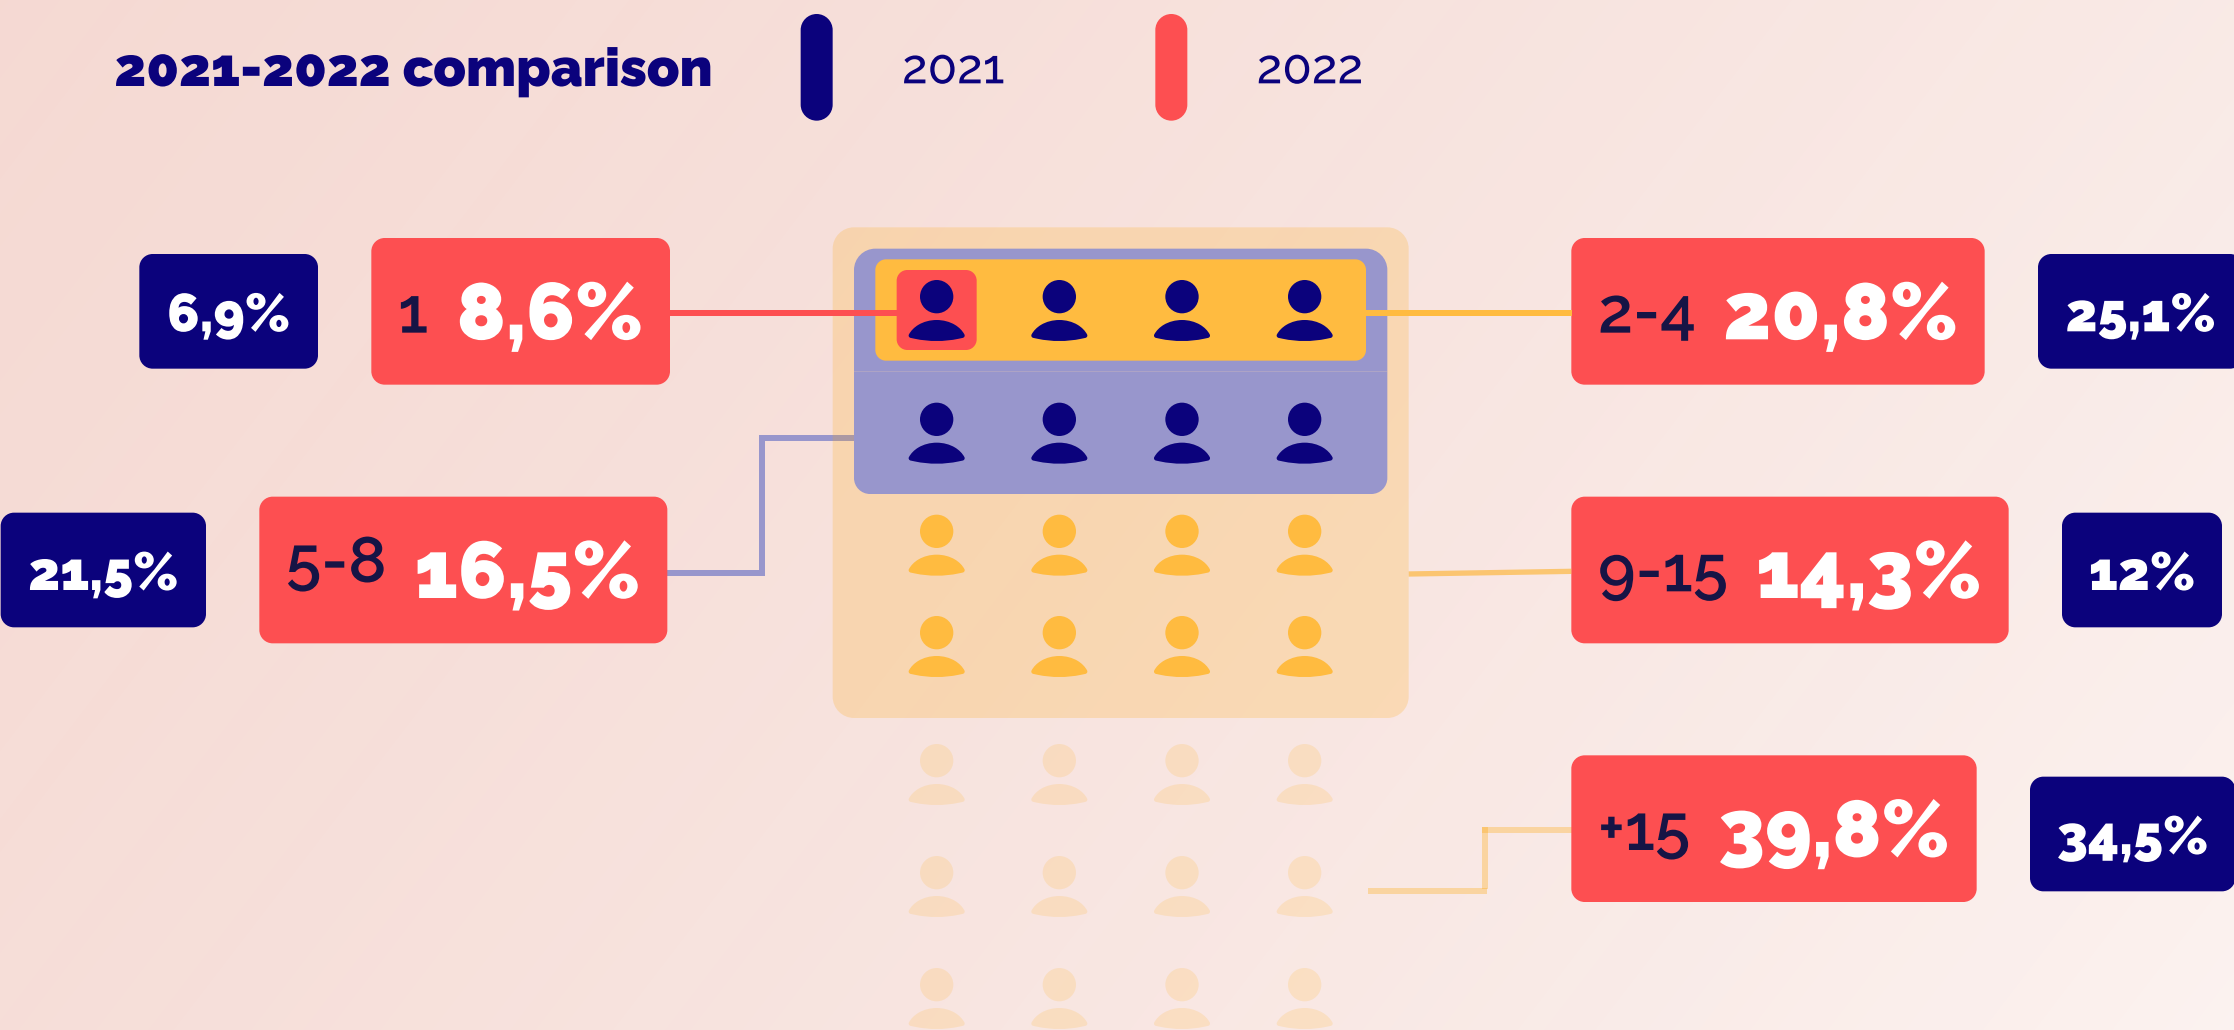 2021-2022 comparison 2021 2022
6,9% 1 8,6% 2-4 20,8% 25,1%
21,5% 5-8 16,5% 9-15 14,3% 12%
+15 39,8% 34,5%